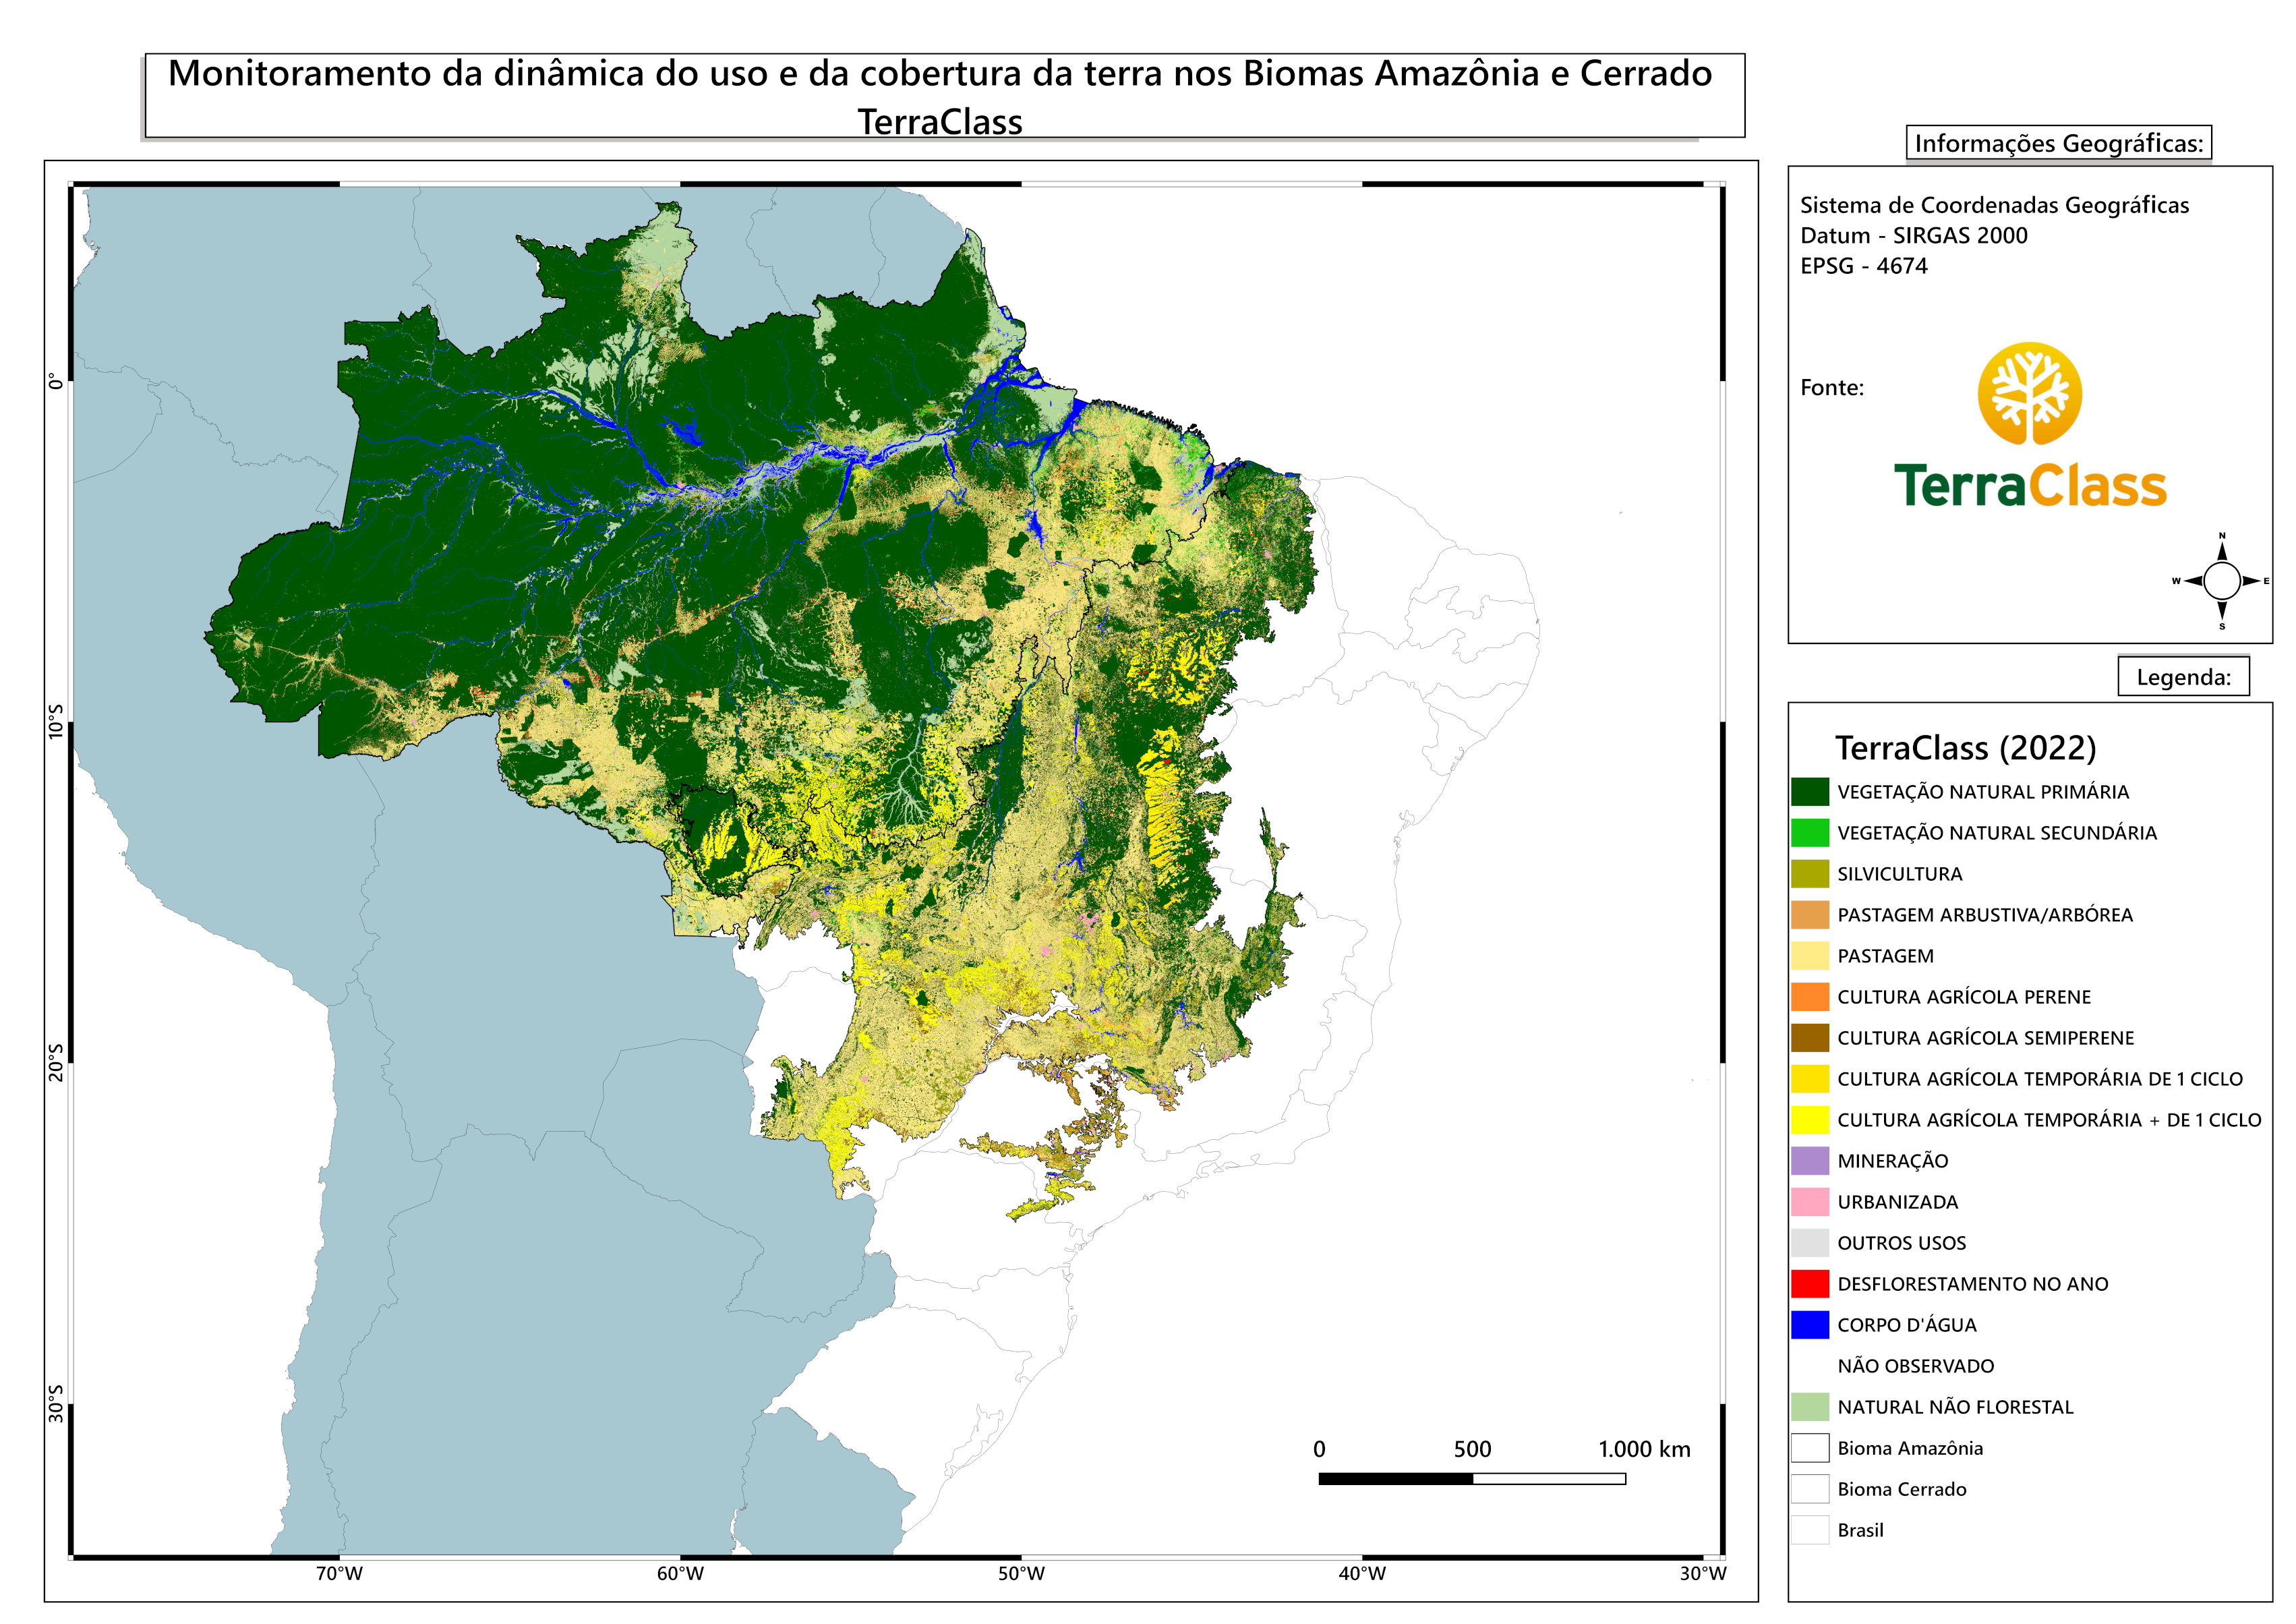 Monitoramento da dinâmica do uso e da cobertura da terra nos Biomas Amazônia e Cerrado
TerraClass
Informações Geográficas:
Sistema de Coordenadas Geográficas
Datum - SIRGAS 2000
EPSG - 4674
Fonte:
TerraClass
N
W
E
S
0°
10°S
20°S
30°S
70°W
60°W
50°W
40°W
30°W
0
500
1.000 km
Legenda:
TerraClass (2022)
VEGETAÇÃO NATURAL PRIMÁRIA
VEGETAÇÃO NATURAL SECUNDÁRIA
SILVICULTURA
PASTAGEM ARBUSTIVA/ARBÓREA
PASTAGEM
CULTURA AGRÍCOLA PERENE
CULTURA AGRÍCOLA SEMIPERENE
CULTURA AGRÍCOLA TEMPORÁRIA DE 1 CICLO
CULTURA AGRÍCOLA TEMPORÁRIA + DE 1 CICLO
MINERAÇÃO
URBANIZADA
OUTROS USOS
DESFLORESTAMENTO NO ANO
CORPO D'ÁGUA
NÃO OBSERVADO
NATURAL NÃO FLORESTAL
Bioma Amazônia
Bioma Cerrado
Brasil